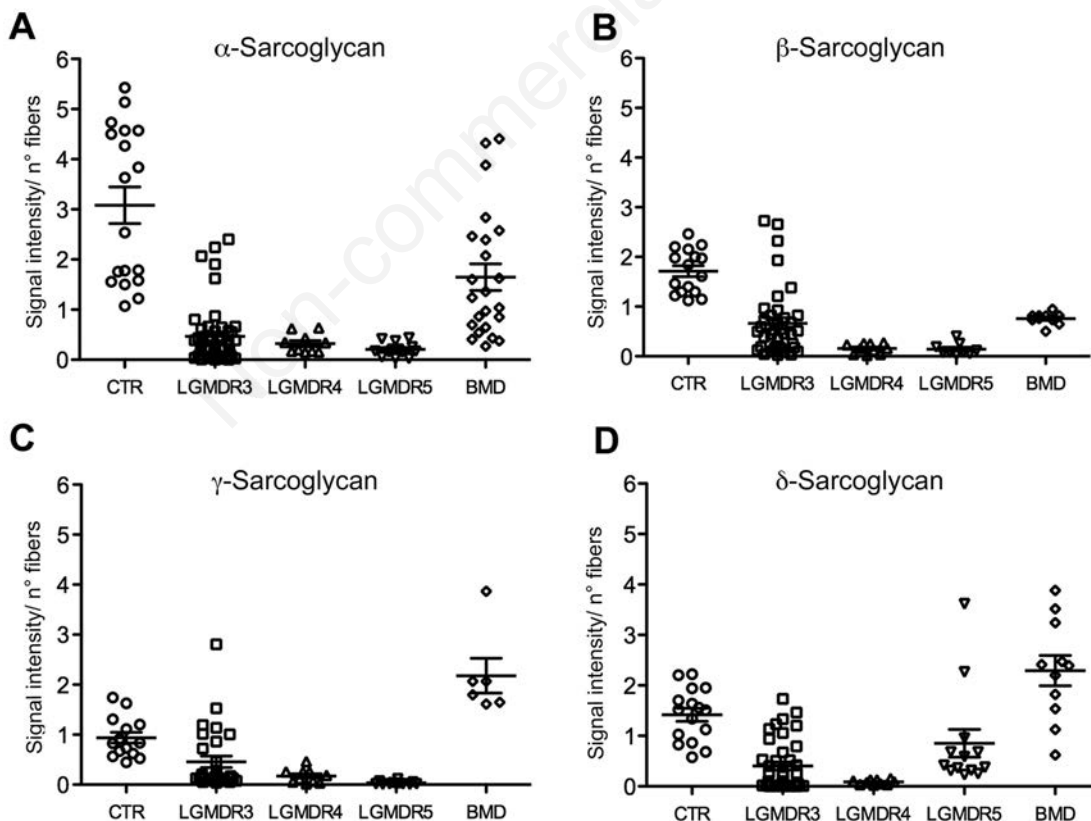 A
α-Sarcoglycan
Signal intensity/ n° fibers
6
5
4
3
2
1
0
CTR
LGMDR3
LGMDR4
LGMDR5
BMD
B
β-Sarcoglycan
Signal intensity/ n° fibers
6
5
4
3
2
1
0
CTR
LGMDR3
LGMDR4
LGMDR5
BMD
C
γ-Sarcoglycan
Signal intensity/ n° fibers
6
5
4
3
2
1
0
CTR
LGMDR3
LGMDR4
LGMDR5
BMD
D
δ-Sarcoglycan
Signal intensity/ n° fibers
6
5
4
3
2
1
0
CTR
LGMDR3
LGMDR4
LGMDR5
BMD
Non-commercial